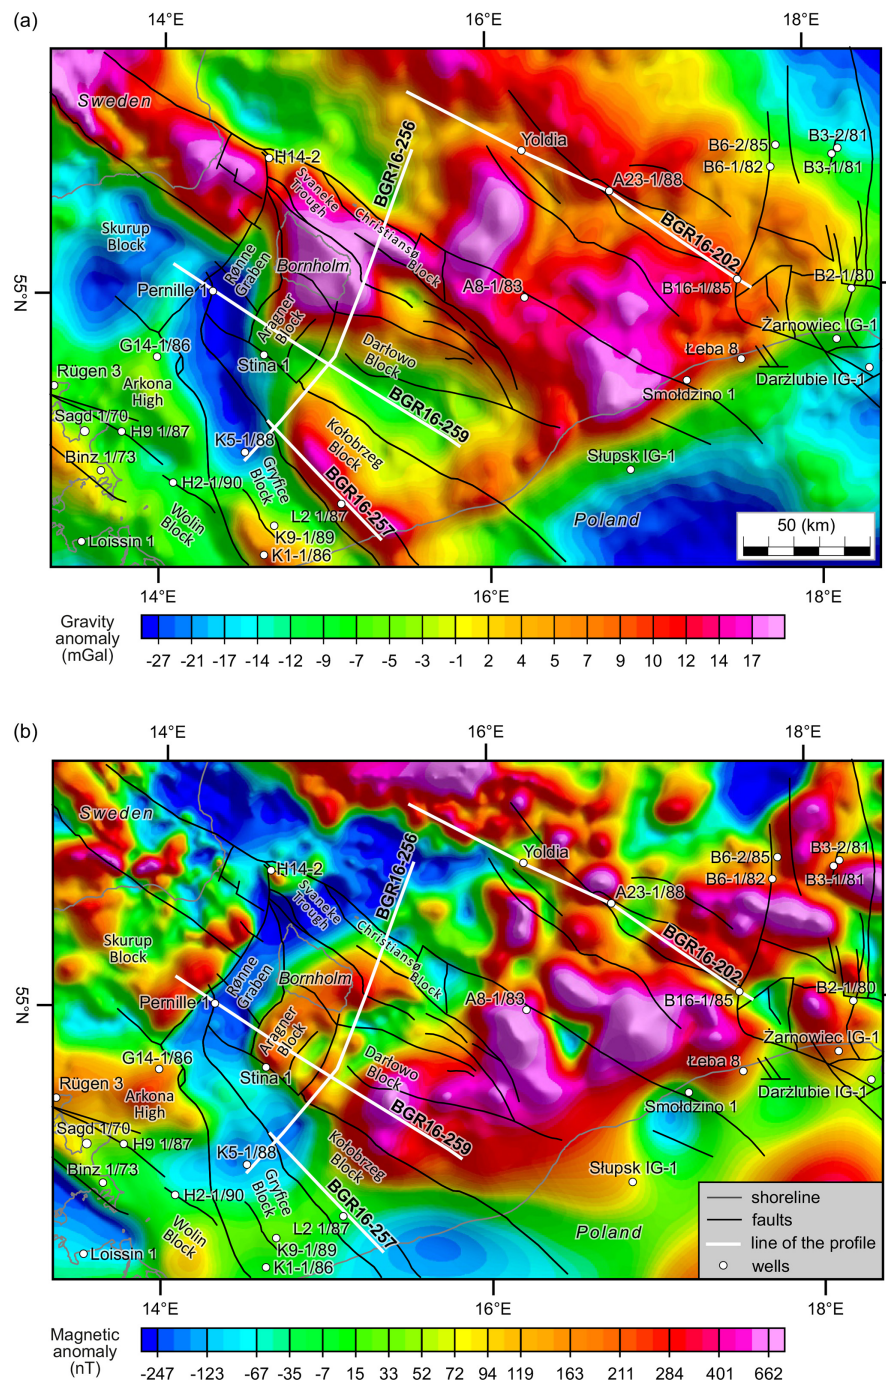 (a)
14°E
16°E
18°E
Sweden
BGR16-256
Yoldia
B3-2/81
B6-2/85
H14-2
B6-1/82
B3-1/81
A23-1/88
Svaneke
Trough
Skurup
Block
Christiansø
Block
BGR16-202
Rønne
Graben
Bornholm
55°N
Pernille 1
A8-1/83
B16-1/85
B2-1/80
Aragner
Block
Żarnowiec IG-1
G14-1/86
Darłowo
Block
Łeba 8
Stina 1
Rügen 3
Arkona
High
Smołdzino 1
Darżlubie IG-1
BGR16-259
Sagd 1/70
H9 1/87
K5-1/88
Kołobrzeg
Block
Binz 1/73
Słupsk IG-1
H2-1/90
Gryfice
Block
BGR16-257
Wolin
Block
L2 1/87
Poland
50 (km)
K9-1/89
Loissin 1
K1-1/86
14°E
16°E
18°E
Gravity
anomaly
(mGal)
-27 -21 -17 -14 -12 -9 -7 -5 -3 -1 2 4 5 7 9 10 12 14 17
(b)
14°E
16°E
18°E
Sweden
BGR16-256
Yoldia
B3-2/81
B6-2/85
H14-2
B6-1/82
B3-1/81
A23-1/88
Svaneke
Trough
Skurup
Block
Christiansø
Block
BGR16-202
Rønne
Graben
Bornholm
55°N
Pernille 1
A8-1/83
B16-1/85
B2-1/80
Aragner
Block
Żarnowiec IG-1
G14-1/86
Darłowo
Block
Łeba 8
Stina 1
Rügen 3
Arkona
High
Smołdzino 1
Darżlubie IG-1
BGR16-259
Sagd 1/70
H9 1/87
K5-1/88
Kołobrzeg
Block
Binz 1/73
Słupsk IG-1
H2-1/90
Gryfice
Block
BGR16-257
Wolin
Block
L2 1/87
Poland
K9-1/89
Loissin 1
K1-1/86
shoreline
faults
line of the profile
wells
14°E
16°E
18°E
Magnetic
anomaly
(nT)
-247 -123 -67 -35 -7 15 33 52 72 94 119 163 211 284 401 662